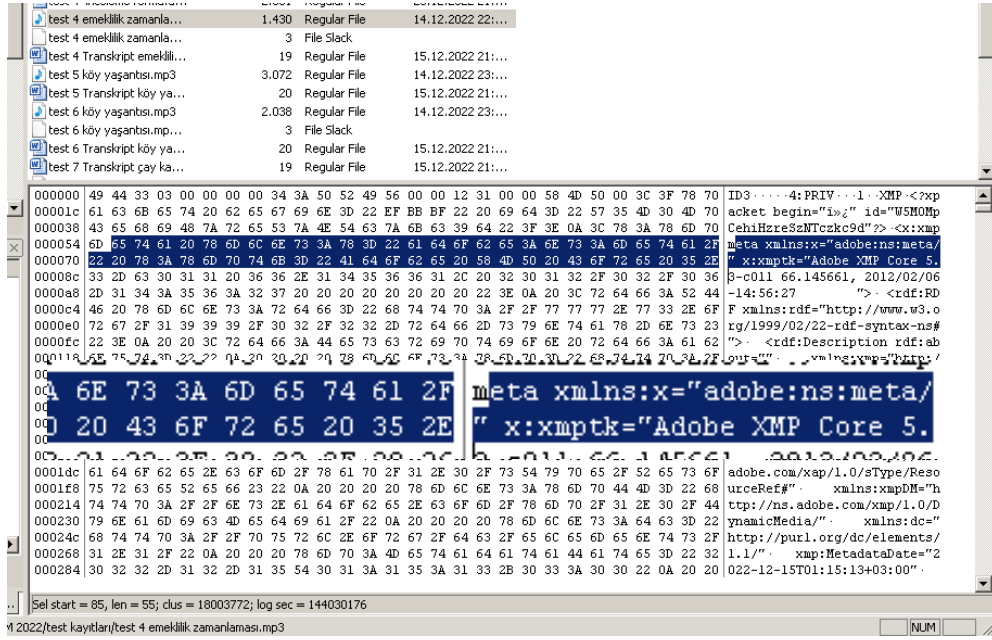 test 4 emeklilik zamanla... 1.430 Regular File 14.12.2022 22:...
test 4 emeklilik zamanla... 3 File Slack
test 4 Transkript emeklili... 19 Regular File 15.12.2022 21:...
test 5 köy yaşantısı.mp3 3.072 Regular File 14.12.2022 23:...
test 5 Transkript köy ya... 20 Regular File 15.12.2022 21:...
test 6 köy yaşantısı.mp3 2.038 Regular File 14.12.2022 23:...
test 6 köy yaşantısı.mp... 3 File Slack
test 6 Transkript köy ya... 20 Regular File 15.12.2022 21:...
test 7 Transkript çay ka... 19 Regular File 15.12.2022 21:...
000000 49 44 33 03 00 00 00 00 34 3A 50 52 49 56 00 00 12 31 00 00 58 4D 50 00 3C 3F 78 70 ID3·····4:PRIV···1··XMP·<?xp
00001c 61 63 6B 65 74 20 62 65 67 69 6E 3D 22 EF BB BF 22 20 69 64 3D 22 57 35 4D 30 4D 70 acket begin="ï»¿" id="W5M0Mp
000038 43 65 68 69 48 7A 72 65 53 7A 4E 54 63 7A 6B 63 39 64 22 3F 3E 0A 3C 78 3A 78 6D 70 CehiHzreSzNTczkc9d"?>·<x:xmp
000054 6D 65 74 61 20 78 6D 6C 6E 73 3A 78 3D 22 61 64 6F 62 65 3A 6E 73 3A 6D 65 74 61 2F meta xmlns:x="adobe:ns:meta/
000070 22 20 78 3A 78 6D 70 74 6B 3D 22 41 64 6F 62 65 20 58 4D 50 20 43 6F 72 65 20 35 2E " x:xmptk="Adobe XMP Core 5.
00008c 33 2D 63 30 31 31 20 36 36 2E 31 34 35 36 36 31 2C 20 32 30 31 32 2F 30 32 2F 30 36 3-c011 66.145661, 2012/02/06
0000a8 2D 31 34 3A 35 36 3A 32 37 20 20 20 20 20 20 20 20 22 3E 0A 20 3C 72 64 66 3A 52 44 -14:56:27        ">· <rdf:RD
0000c4 46 20 78 6D 6C 6E 73 3A 72 64 66 3D 22 68 74 74 70 3A 2F 2F 77 77 77 2E 77 33 2E 6F F xmlns:rdf="http://www.w3.o
0000e0 72 67 2F 31 39 39 39 2F 30 32 2F 32 32 2D 72 64 66 2D 73 79 6E 74 61 78 2D 6E 73 23 rg/1999/02/22-rdf-syntax-ns#
0000fc 22 3E 0A 20 20 3C 72 64 66 3A 44 65 73 63 72 69 70 74 69 6F 6E 20 72 64 66 3A 61 62 ">·  <rdf:Description rdf:ab
A 6E 73 3A 6D 65 74 61 2F meta xmlns:x="adobe:ns:meta/
20 43 6F 72 65 20 35 2E " x:xmptk="Adobe XMP Core 5.
0001dc 61 64 6F 62 65 2E 63 6F 6D 2F 78 61 70 2F 31 2E 30 2F 73 54 79 70 65 2F 52 65 73 6F adobe.com/xap/1.0/sType/Reso
0001f8 75 72 63 65 52 65 66 23 22 0A 20 20 20 20 78 6D 6C 6E 73 3A 78 6D 70 44 4D 3D 22 68 urceRef#"·    xmlns:xmpDM="h
000214 74 74 70 3A 2F 2F 6E 73 2E 61 64 6F 62 65 2E 63 6F 6D 2F 78 6D 70 2F 31 2E 30 2F 44 ttp://ns.adobe.com/xmp/1.0/D
000230 79 6E 61 6D 69 63 4D 65 64 69 61 2F 22 0A 20 20 20 20 78 6D 6C 6E 73 3A 64 63 3D 22 ynamicMedia/"·    xmlns:dc="
00024c 68 74 74 70 3A 2F 2F 70 75 72 6C 2E 6F 72 67 2F 64 63 2F 65 6C 65 6D 65 6E 74 73 2F http://purl.org/dc/elements/
000268 31 2E 31 2F 22 0A 20 20 20 78 6D 70 3A 4D 65 74 61 64 61 74 61 44 61 74 65 3D 22 32 1.1/"·   xmp:MetadataDate="2
000284 30 32 32 2D 31 32 2D 31 35 54 30 31 3A 31 35 3A 31 33 2B 30 33 3A 30 30 22 0A 20 20 022-12-15T01:15:13+03:00"·
Sel start = 85, len = 55; clus = 18003772; log sec = 144030176
2022/test kayıtları/test 4 emeklilik zamanlaması.mp3 NUM